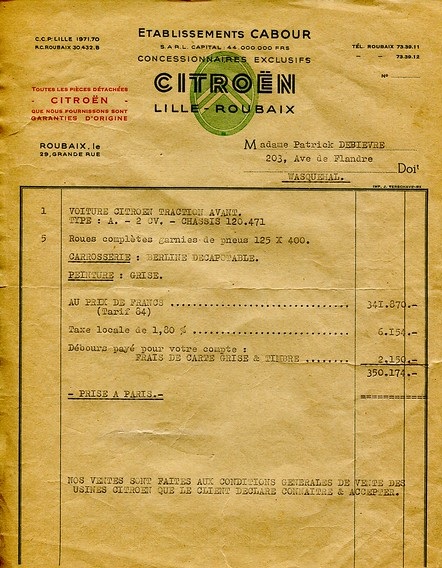 C.C.P: LILLE 1971.70
R.C. ROUBAIX 30.432.B
ETABLISSEMENTS CABOUR
S.A.R.L. CAPITAL: 44.000.000 FRS
CONCESSIONNAIRES EXCLUSIFS
CITROËN
LILLE - ROUBAIX
TÉL. ROUBAIX 73.39.11
- - 73.39.12
N°
TOUTES LES PIÈCES DÉTACHÉES
- CITROËN -
QUE NOUS FOURNISSONS SONT
GARANTIES D'ORIGINE
ROUBAIX, le
29, GRANDE RUE
Madame Patrick DEBIEVRE
203, Ave de Flandre
WASQUEHAL.
Doit
1 VOITURE CITROEN TRACTION AVANT.
TYPE : A. - 2 CV. - CHASSIS 120.471
5 Roues complètes garnies de pneus 125 X 400.
CARROSSERIE : BERLINE DECAPOTABLE.
PEINTURE : GRISE.
AU PRIX DE FRANCS ........................... 341.870.-
(Tarif 84)
Taxe locale de 1,80 % ........................ 6.154.-
Débours payé pour votre compte :
FRAIS DE CARTE GRISE & TIMBRE ....... 2.150.-
350.174.-
- PRISE A PARIS.-
==========
NOS VENTES SONT FAITES AUX CONDITIONS GENERALES DE VENTE DES
USINES CITROEN QUE LE CLIENT DECLARE CONNAITRE & ACCEPTER.